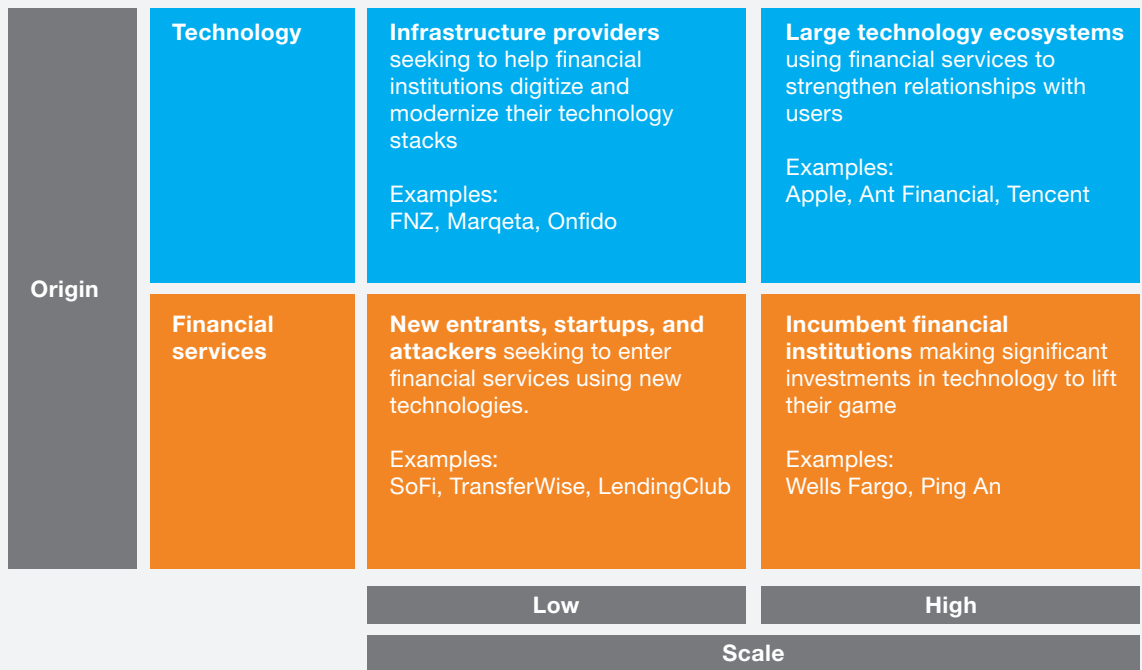 Origin
Technology
Infrastructure providers
seeking to help financial
institutions digitize and
modernize their technology
stacks
Examples:
FNZ, Marqeta, Onfido
Large technology ecosystems
using financial services to
strengthen relationships with
users
Examples:
Apple, Ant Financial, Tencent
Financial
services
New entrants, startups, and
attackers seeking to enter
financial services using new
technologies.
Examples:
SoFi, TransferWise, LendingClub
Incumbent financial
institutions making significant
investments in technology to lift
their game
Examples:
Wells Fargo, Ping An
Low
High
Scale